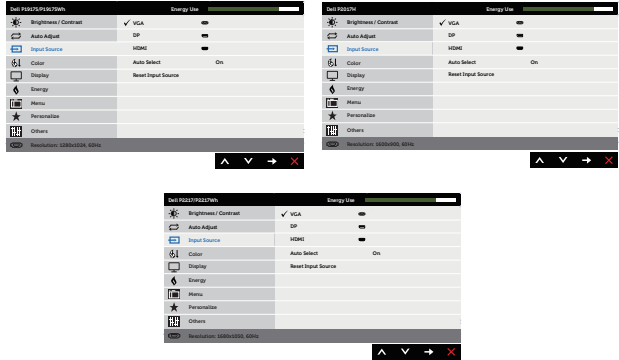 Dell P1917S/P1917SWh Energy Use
Brightness / Contrast VGA
Auto Adjust DP
Input Source HDMI
Color Auto Select On
Display Reset Input Source
Energy
Menu
Personalize
Others
Resolution: 1280x1024, 60Hz
Dell P2017H Energy Use
Brightness / Contrast VGA
Auto Adjust DP
Input Source HDMI
Color Auto Select On
Display Reset Input Source
Energy
Menu
Personalize
Others
Resolution: 1600x900, 60Hz
Dell P2217/P2217Wh Energy Use
Brightness / Contrast VGA
Auto Adjust DP
Input Source HDMI
Color Auto Select On
Display Reset Input Source
Energy
Menu
Personalize
Others
Resolution: 1680x1050, 60Hz